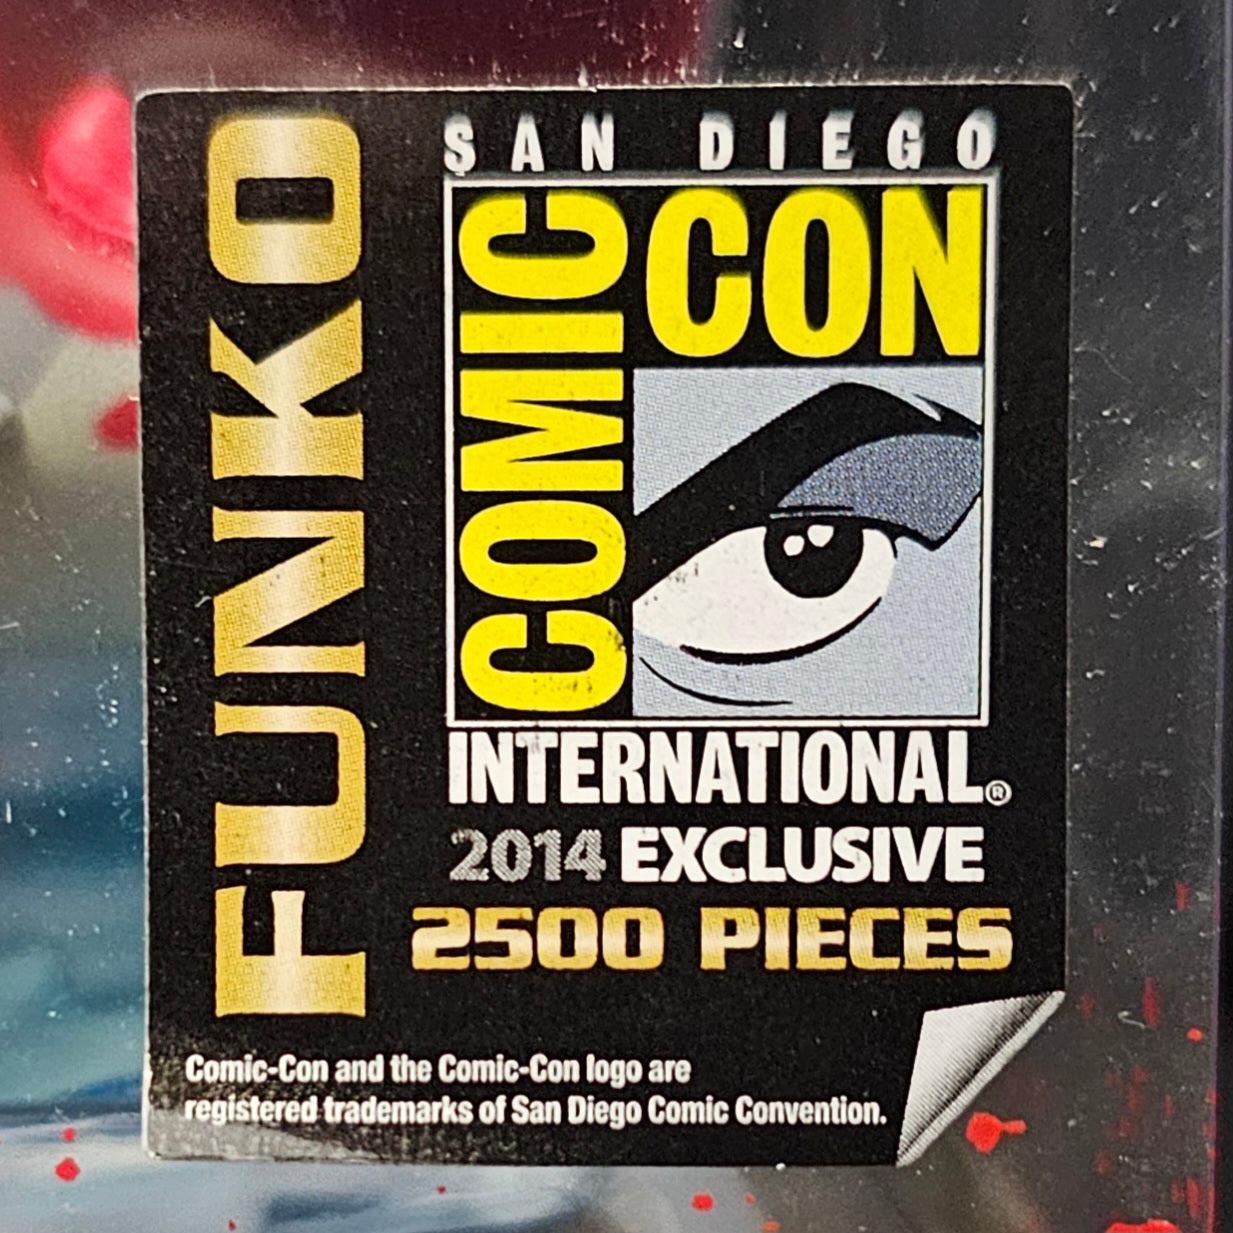 FUNKO
SAN DIEGO
COMIC CON
INTERNATIONAL®
2014 EXCLUSIVE
2500 PIECES
Comic-Con and the Comic-Con logo are
registered trademarks of San Diego Comic Convention.